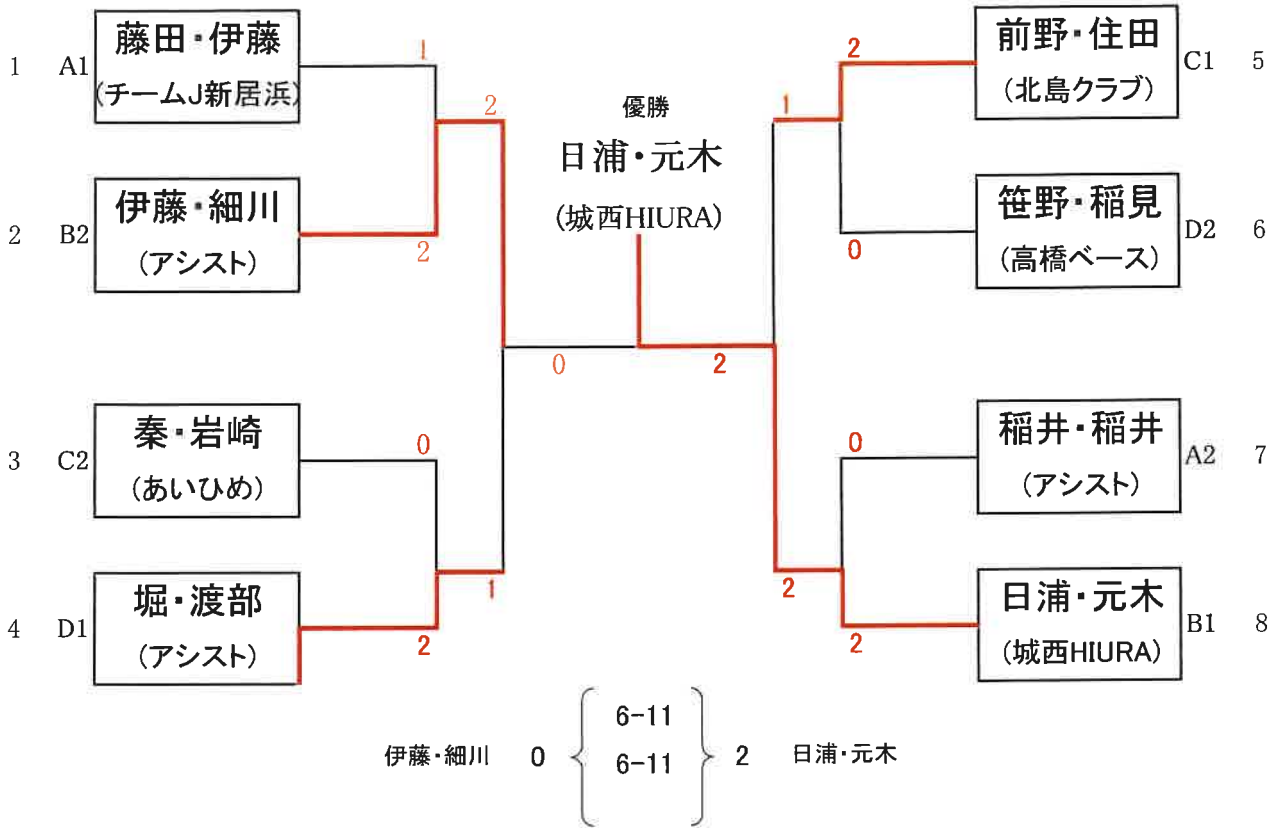 1 A1 藤田・伊藤
(チームJ新居浜)
1
2 B2 伊藤・細川
(アシスト)
2
2
3 C2 秦・岩崎
(あいひめ)
0
4 D1 堀・渡部
(アシスト)
2
1
0
優勝
日浦・元木
(城西HIURA)
2
前野・住田 C1 5
(北島クラブ)
2
1
笹野・稲見 D2 6
(高橋ベース)
0
稲井・稲井 A2 7
(アシスト)
0
2
日浦・元木 B1 8
(城西HIURA)
2
6-11
伊藤・細川 0 { 6-11 } 2 日浦・元木